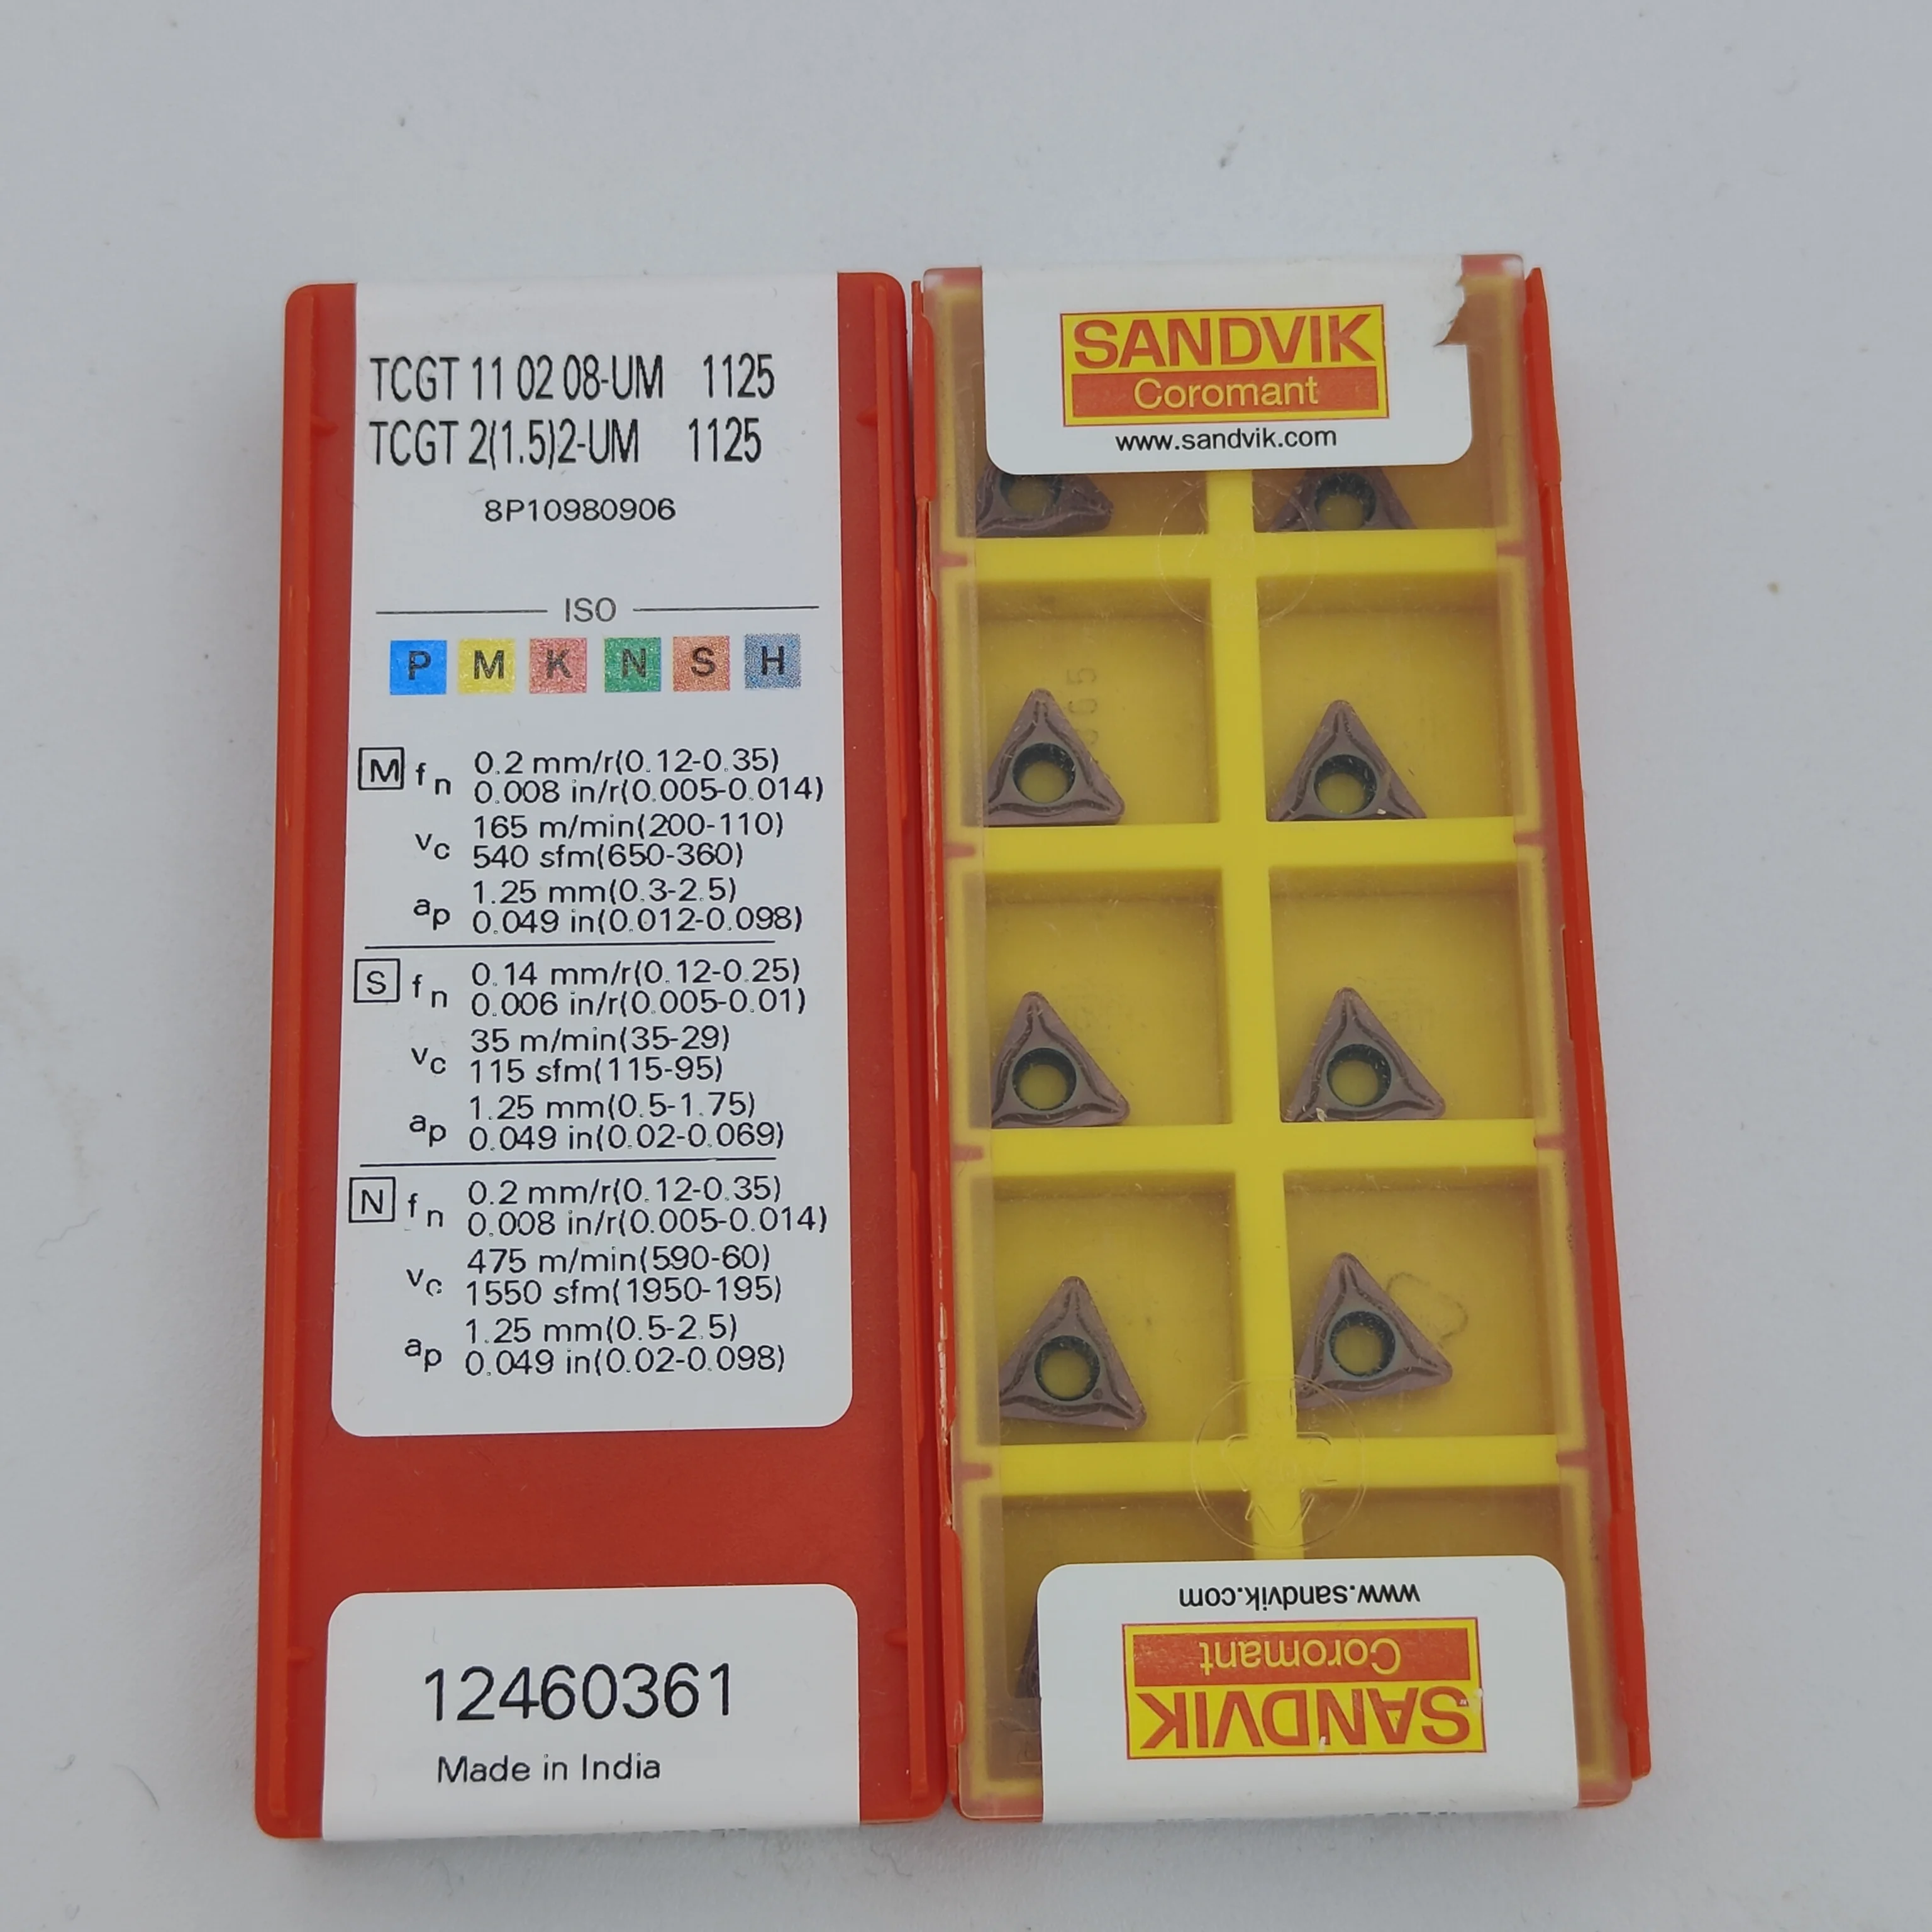 TCGT 11 02 08-UM 1125
TCGT 2(1.5)2-UM 1125
8P10980906
ISO
P M K N S H
M fn 0.2 mm/r(0.12-0.35)
0.008 in/r(0.005-0.014)
vc 165 m/min(200-110)
540 sfm(650-360)
ap 1.25 mm(0.3-2.5)
0.049 in(0.012-0.098)
S fn 0.14 mm/r(0.12-0.25)
0.006 in/r(0.005-0.01)
vc 35 m/min(35-29)
115 sfm(115-95)
ap 1.25 mm(0.5-1.75)
0.049 in(0.02-0.069)
N fn 0.2 mm/r(0.12-0.35)
0.008 in/r(0.005-0.014)
vc 475 m/min(590-60)
1550 sfm(1950-195)
ap 1.25 mm(0.5-2.5)
0.049 in(0.02-0.098)
12460361
Made in India
SANDVIK
Coromant
www.sandvik.com
www.sandvik.com
Coromant
SANDVIK